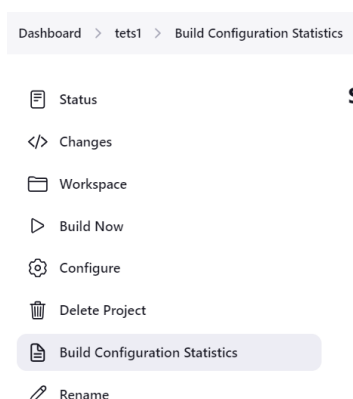 Dashboard > tets1 > Build Configuration Statistics
Status
Changes
Workspace
Build Now
Configure
Delete Project
Build Configuration Statistics
Rename